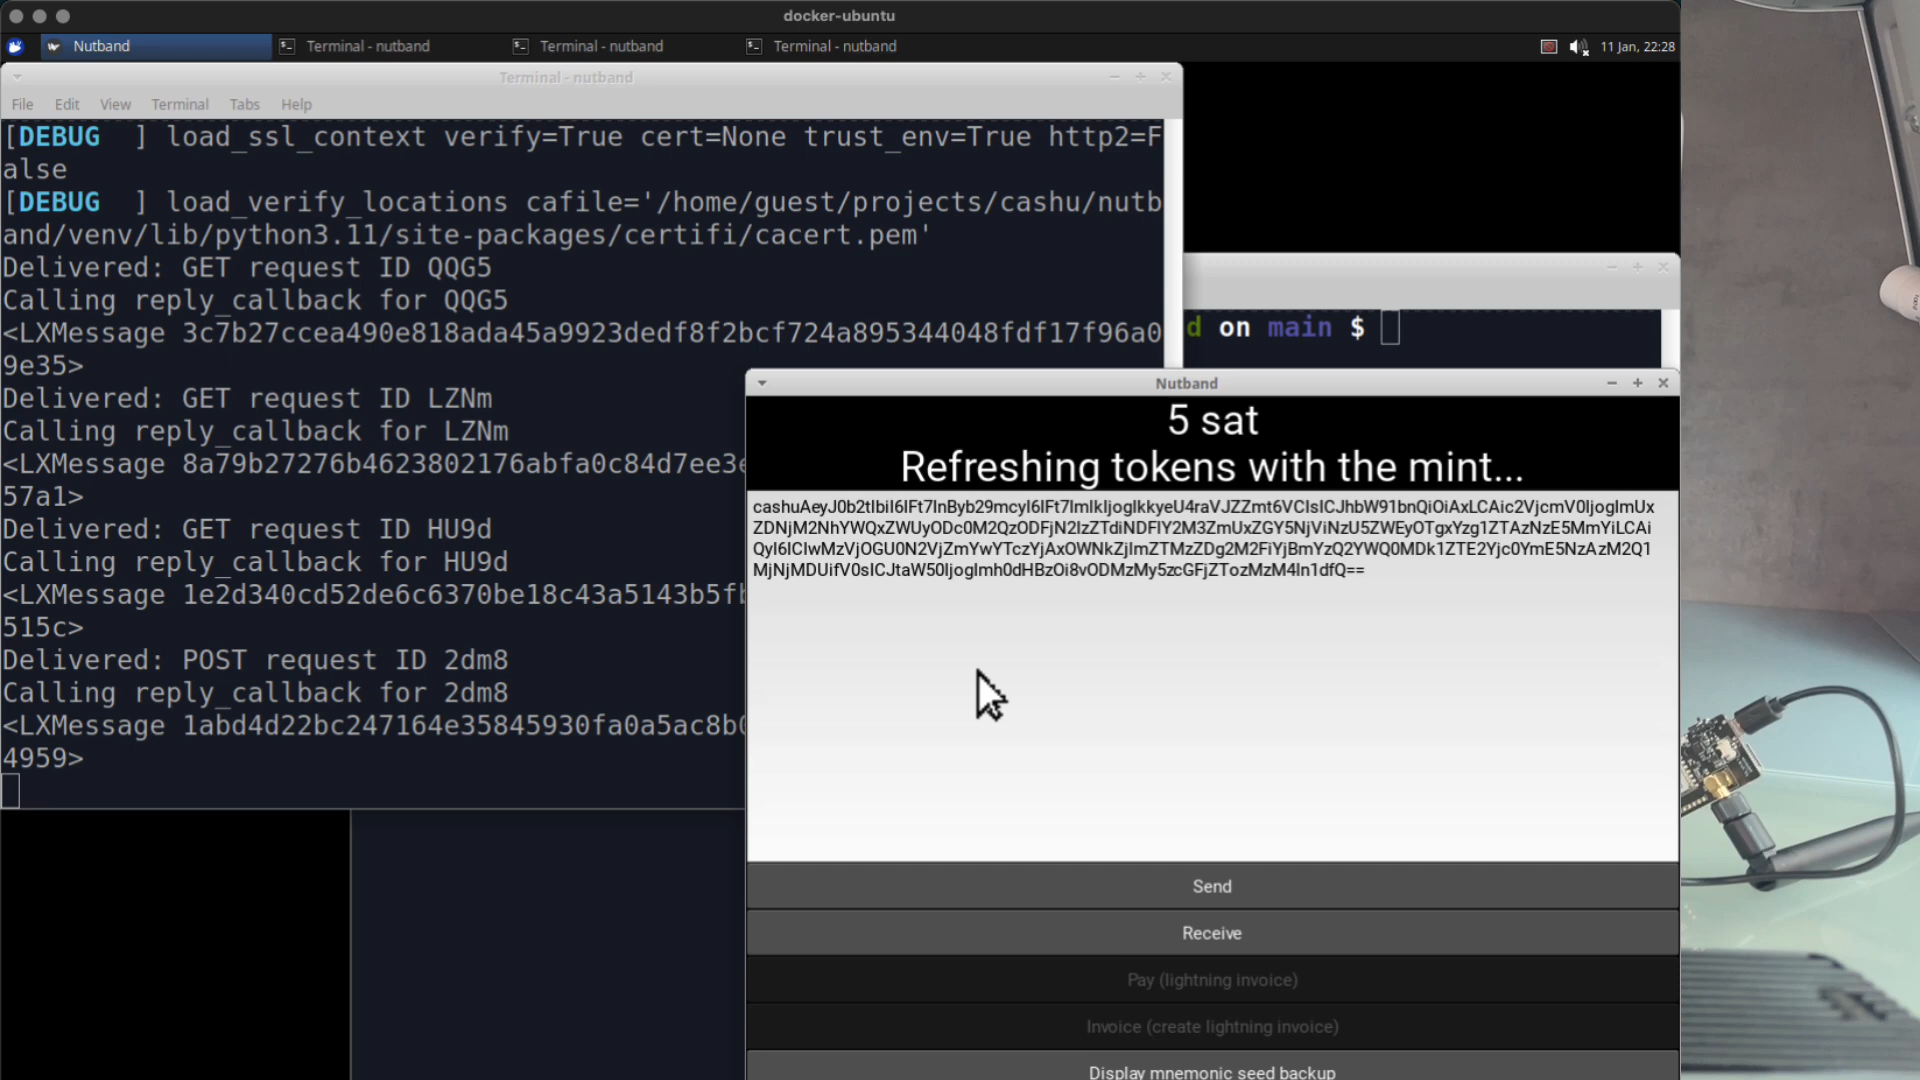 docker-ubuntu
Nutband
Terminal - nutband
Terminal - nutband
Terminal - nutband
11 Jan, 22:28
Terminal - nutband
File Edit View Terminal Tabs Help
[DEBUG  ] load_ssl_context verify=True cert=None trust_env=True http2=F
alse
[DEBUG  ] load_verify_locations cafile='/home/guest/projects/cashu/nutb
and/venv/lib/python3.11/site-packages/certifi/cacert.pem'
Delivered: GET request ID QQG5
Calling reply_callback for QQG5
<LXMessage 3c7b27ccea490e818ada45a9923dedf8f2bcf724a895344048fdf17f96a0
9e35>
Delivered: GET request ID LZNm
Calling reply_callback for LZNm
<LXMessage 8a79b27276b4623802176abfa0c84d7ee3
57a1>
Delivered: GET request ID HU9d
Calling reply_callback for HU9d
<LXMessage 1e2d340cd52de6c6370be18c43a5143b5f
515c>
Delivered: POST request ID 2dm8
Calling reply_callback for 2dm8
<LXMessage 1abd4d22bc247164e35845930fa0a5ac8b
4959>
d on main $
Nutband
5 sat
Refreshing tokens with the mint...
Send
Receive
Pay (lightning invoice)
Invoice (create lightning invoice)
Display mnemonic seed backup